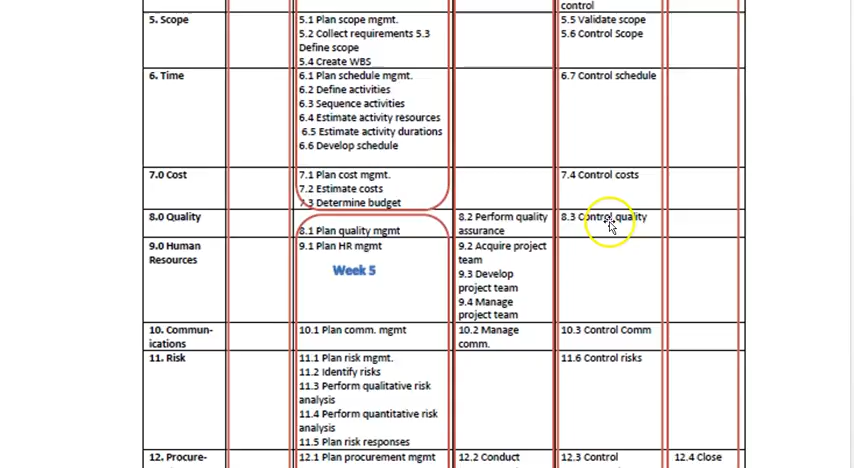 control
5. Scope
5.1 Plan scope mgmt.
5.2 Collect requirements 5.3
Define scope
5.4 Create WBS
5.5 Validate scope
5.6 Control Scope
6. Time
6.1 Plan schedule mgmt.
6.2 Define activities
6.3 Sequence activities
6.4 Estimate activity resources
6.5 Estimate activity durations
6.6 Develop schedule
6.7 Control schedule
7.0 Cost
7.1 Plan cost mgmt.
7.2 Estimate costs
7.3 Determine budget
7.4 Control costs
8.0 Quality
8.1 Plan quality mgmt
8.2 Perform quality
assurance
8.3 Control quality
9.0 Human
Resources
9.1 Plan HR mgmt
Week 5
9.2 Acquire project
team
9.3 Develop
project team
9.4 Manage
project team
10. Commun-
ications
10.1 Plan comm. mgmt
10.2 Manage
comm.
10.3 Control Comm
11. Risk
11.1 Plan risk mgmt.
11.2 Identify risks
11.3 Perform qualitative risk
analysis
11.4 Perform quantitative risk
analysis
11.5 Plan risk responses
11.6 Control risks
12. Procure-
12.1 Plan procurement mgmt
12.2 Conduct
12.3 Control
12.4 Close